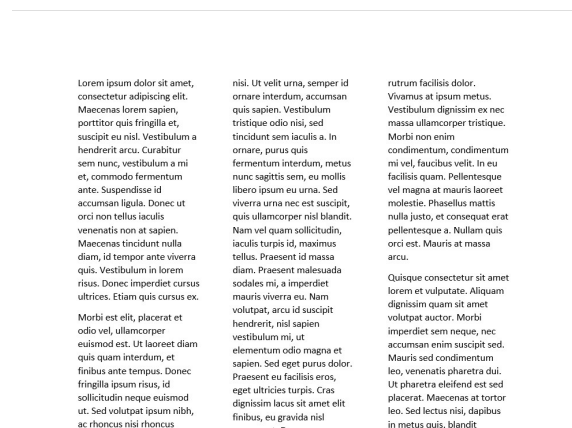 Lorem ipsum dolor sit amet,
consectetur adipiscing elit.
Maecenas lorem sapien,
porttitor quis fringilla et,
suscipit eu nisl. Vestibulum a
hendrerit arcu. Curabitur
sem nunc, vestibulum a mi
et, commodo fermentum
ante. Suspendisse id
accumsan ligula. Donec ut
orci non tellus iaculis
venenatis non at sapien.
Maecenas tincidunt nulla
diam, id tempor ante viverra
quis. Vestibulum in lorem
risus. Donec imperdiet cursus
ultrices. Etiam quis cursus ex.
Morbi est elit, placerat et
odio vel, ullamcorper
euismod est. Ut laoreet diam
quis quam interdum, et
finibus ante tempus. Donec
fringilla ipsum risus, id
sollicitudin neque euismod
ut. Sed volutpat ipsum nibh,
ac rhoncus nisi rhoncus
nisi. Ut velit urna, semper id
ornare interdum, accumsan
quis sapien. Vestibulum
tristique odio nisi, sed
tincidunt sem iaculis a. In
ornare, purus quis
fermentum interdum, metus
nunc sagittis sem, eu mollis
libero ipsum eu urna. Sed
viverra urna nec est suscipit,
quis ullamcorper nisl blandit.
Nam vel quam sollicitudin,
iaculis turpis id, maximus
tellus. Praesent id massa
diam. Praesent malesuada
sodales mi, a imperdiet
mauris viverra eu. Nam
volutpat, arcu id suscipit
hendrerit, nisl sapien
vestibulum mi, ut
elementum odio magna et
sapien. Sed eget purus dolor.
Praesent eu facilisis eros,
eget ultricies turpis. Cras
dignissim lacus sit amet elit
finibus, eu gravida nisl
rutrum facilisis dolor.
Vivamus at ipsum metus.
Vestibulum dignissim ex nec
massa ullamcorper tristique.
Morbi non enim
condimentum, condimentum
mi vel, faucibus velit. In eu
facilisis quam. Pellentesque
vel magna at mauris laoreet
molestie. Phasellus mattis
nulla justo, et consequat erat
pellentesque a. Nullam quis
orci est. Mauris at massa
arcu.
Quisque consectetur sit amet
lorem et vulputate. Aliquam
dignissim quam sit amet
volutpat auctor. Morbi
imperdiet sem neque, nec
accumsan enim suscipit sed.
Mauris sed condimentum
leo, venenatis pharetra dui.
Ut pharetra eleifend est sed
placerat. Maecenas at tortor
leo. Sed lectus nisi, dapibus
in metus quis, blandit